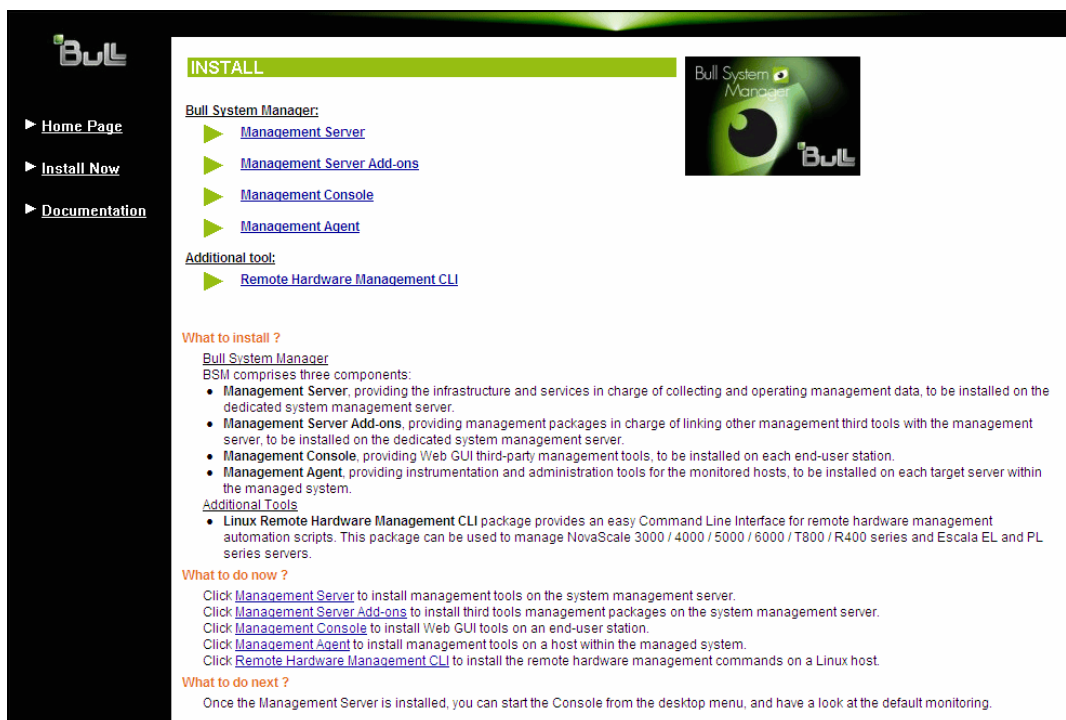 Bull
Home Page
Install Now
Documentation
INSTALL
Bull System Manager
Bull
Bull System Manager:
Management Server
Management Server Add-ons
Management Console
Management Agent
Additional tool:
Remote Hardware Management CLI
What to install ?
Bull System Manager
BSM comprises three components:
• Management Server, providing the infrastructure and services in charge of collecting and operating management data, to be installed on the
dedicated system management server.
• Management Server Add-ons, providing management packages in charge of linking other management third tools with the management
server, to be installed on the dedicated system management server.
• Management Console, providing Web GUI third-party management tools, to be installed on each end-user station.
• Management Agent, providing instrumentation and administration tools for the monitored hosts, to be installed on each target server within
the managed system.
Additional Tools
• Linux Remote Hardware Management CLI package provides an easy Command Line Interface for remote hardware management
automation scripts. This package can be used to manage NovaScale 3000 / 4000 / 5000 / 6000 / T800 / R400 series and Escala EL and PL
series servers.
What to do now ?
Click Management Server to install management tools on the system management server.
Click Management Server Add-ons to install third tools management packages on the system management server.
Click Management Console to install Web GUI tools on an end-user station.
Click Management Agent to install management tools on a host within the managed system.
Click Remote Hardware Management CLI to install the remote hardware management commands on a Linux host.
What to do next ?
Once the Management Server is installed, you can start the Console from the desktop menu, and have a look at the default monitoring.